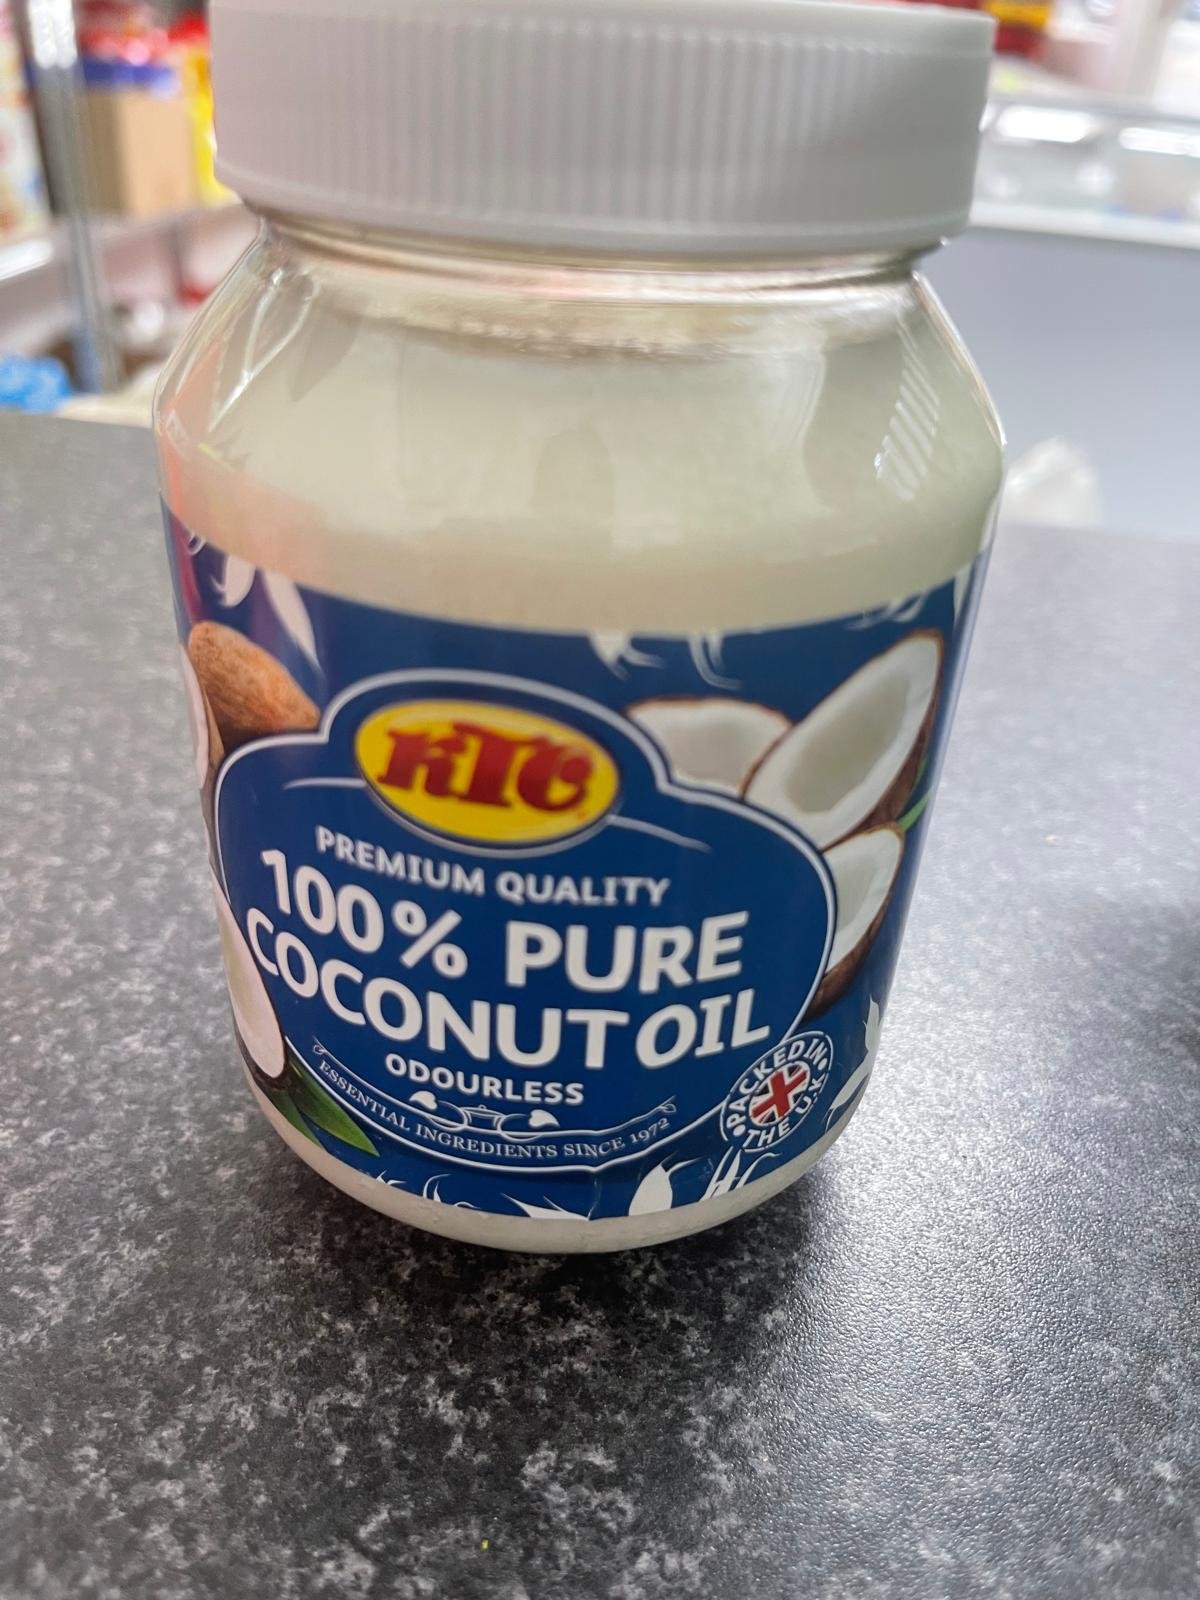 KTC
PREMIUM QUALITY
100% PURE
COCONUT OIL
ODOURLESS
ESSENTIAL INGREDIENTS SINCE 1972
PACKED IN
THE U.K